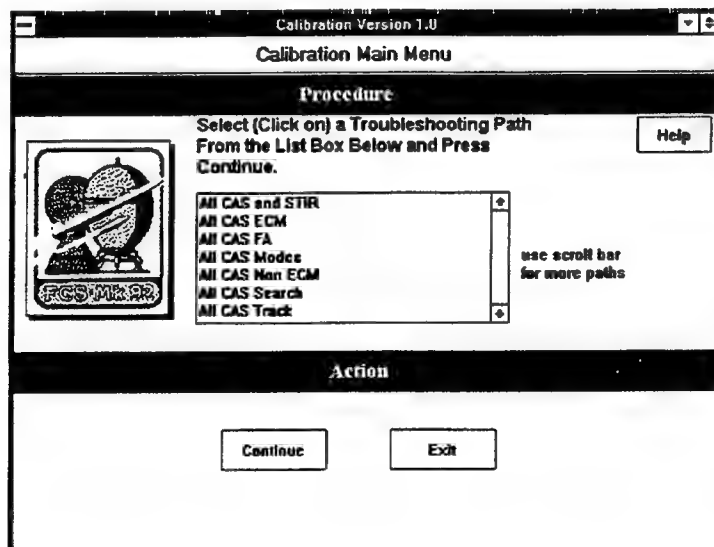 Calibration Version 1.0
Calibration Main Menu
Procedure
Select (Click on) a Troubleshooting Path
From the List Box Below and Press
Continue.
Help
All CAS and STIR
All CAS ECM
All CAS FA
All CAS Modes
All CAS Non ECM
All CAS Search
All CAS Track
use scroll bar
for more paths
FCS Mk 92
Action
Continue
Exit